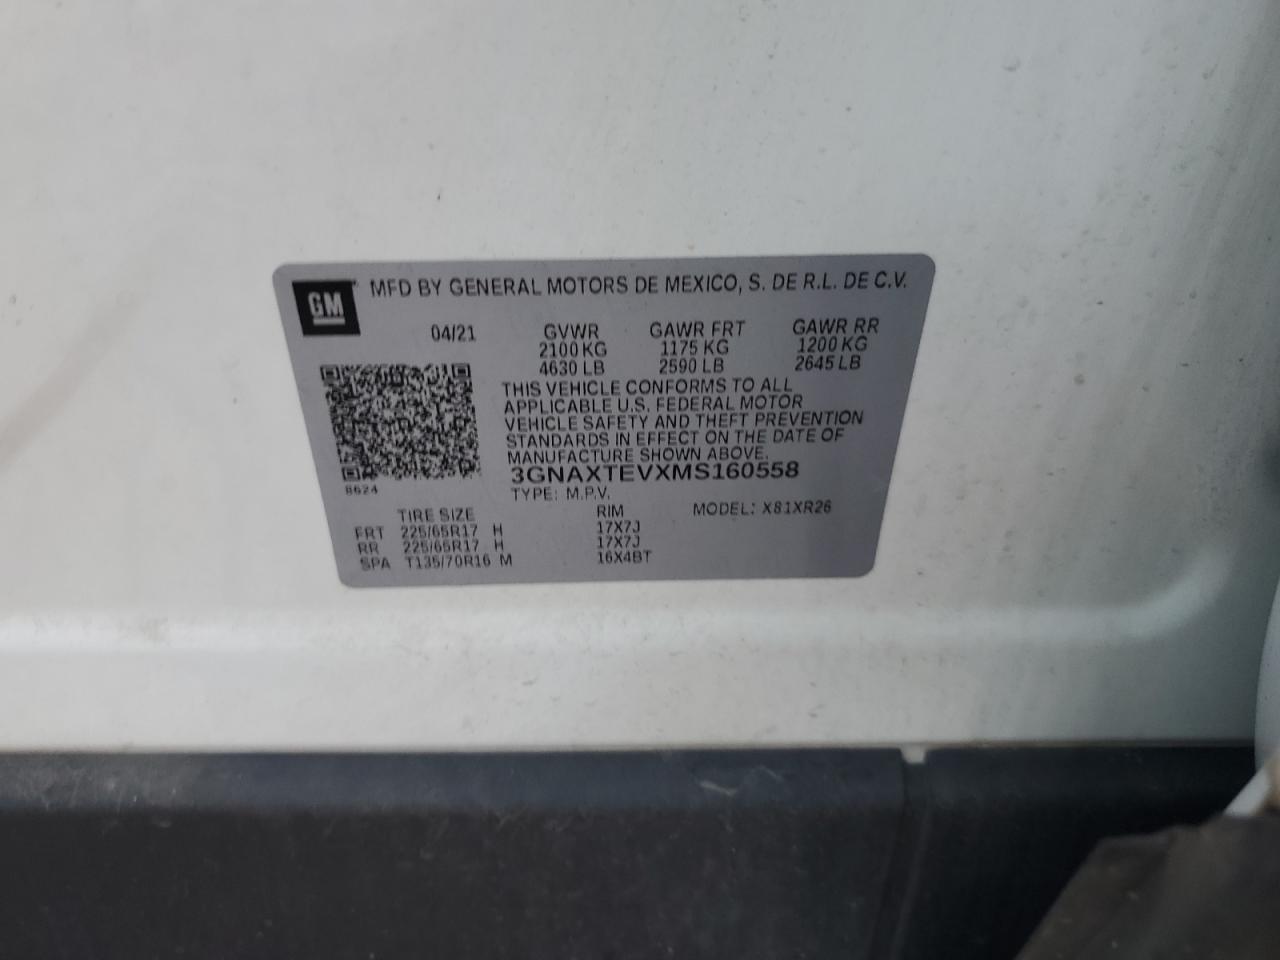 GM MFD BY GENERAL MOTORS DE MEXICO, S. DE R.L. DE C.V.
04/21 GVWR GAWR FRT GAWR RR
2100 KG 1175 KG 1200 KG
4630 LB 2590 LB 2645 LB
THIS VEHICLE CONFORMS TO ALL
APPLICABLE U.S. FEDERAL MOTOR
VEHICLE SAFETY AND THEFT PREVENTION
STANDARDS IN EFFECT ON THE DATE OF
MANUFACTURE SHOWN ABOVE.
3GNAXTEVXMS160558
8624
TYPE: M.P.V.
TIRE SIZE RIM MODEL: X81XR26
FRT 225/65R17 H 17X7J
RR 225/65R17 H 17X7J
SPA T135/70R16 M 16X4BT